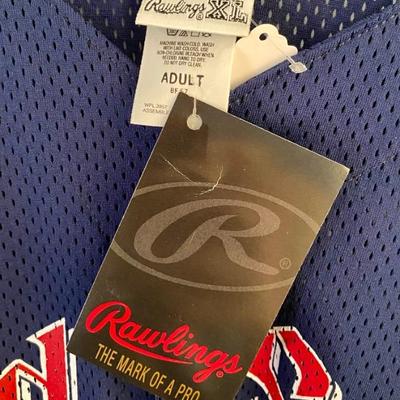 Rawlings® XL
MACHINE WASH COLD. WASH
WITH LIKE COLORS. USE
NON-CHLORINE BLEACH WHEN
NEEDED. HANG TO DRY.
DO NOT DRY CLEAN.
ADULT
BF67
R®
Rawlings®
THE MARK OF A PRO